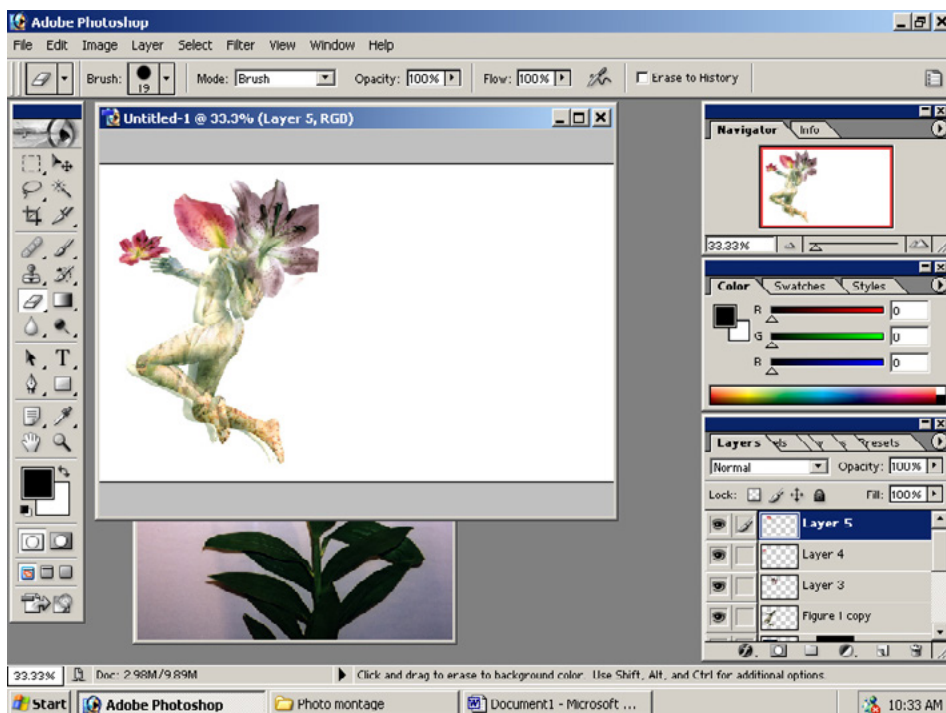 Adobe Photoshop
File Edit Image Layer Select Filter View Window Help
Brush: 19 Mode: Brush Opacity: 100% Flow: 100% Erase to History
Untitled-1 @ 33.3% (Layer 5, RGB)
Navigator Info
33.33%
Color Swatches Styles
R 0
G 0
B 0
Layers Presets
Normal Opacity: 100%
Lock: Fill: 100%
Layer 5
Layer 4
Layer 3
Figure 1 copy
T
33.33% Doc: 2.98M/9.89M Click and drag to erase to background color. Use Shift, Alt, and Ctrl for additional options.
Start Adobe Photoshop Photo montage Document1 - Microsoft ... 10:33 AM